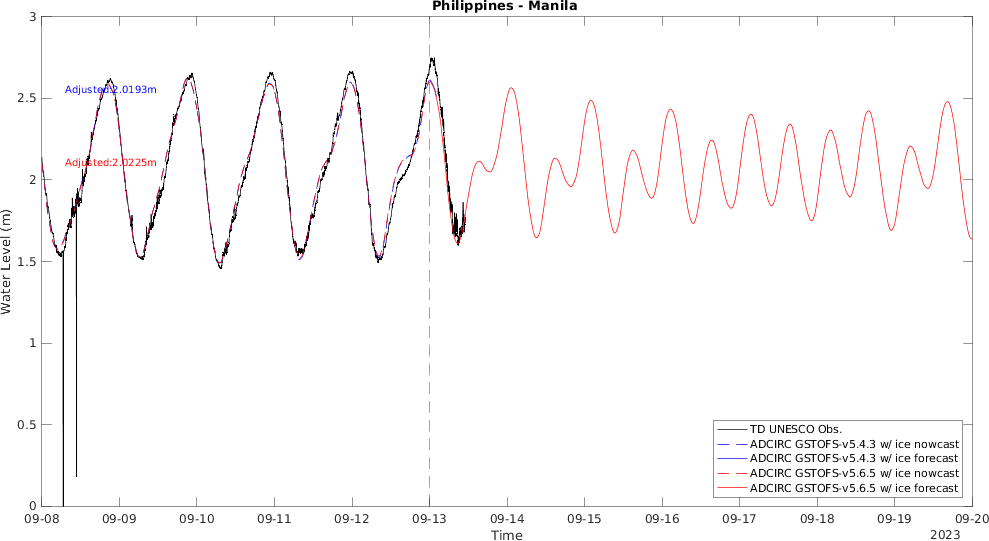 Philippines - Manila
3
2.5
2
1.5
1
0.5
0
Water Level (m)
Adjusted:2.0193m
Adjusted:2.0225m
TD UNESCO Obs.
ADCIRC GSTOFS-v5.4.3 w/ ice nowcast
ADCIRC GSTOFS-v5.4.3 w/ ice forecast
ADCIRC GSTOFS-v5.6.5 w/ ice nowcast
ADCIRC GSTOFS-v5.6.5 w/ ice forecast
09-08 09-09 09-10 09-11 09-12 09-13 09-14 09-15 09-16 09-17 09-18 09-19 09-20
Time
2023